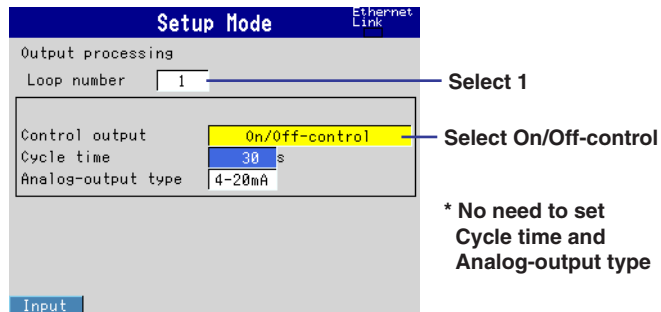 Setup Mode
Ethernet
Link
Output processing
Loop number 1
Select 1
Control output On/Off-control
Select On/Off-control
Cycle time 30 s
Analog-output type 4-20mA
* No need to set
Cycle time and
Analog-output type
Input